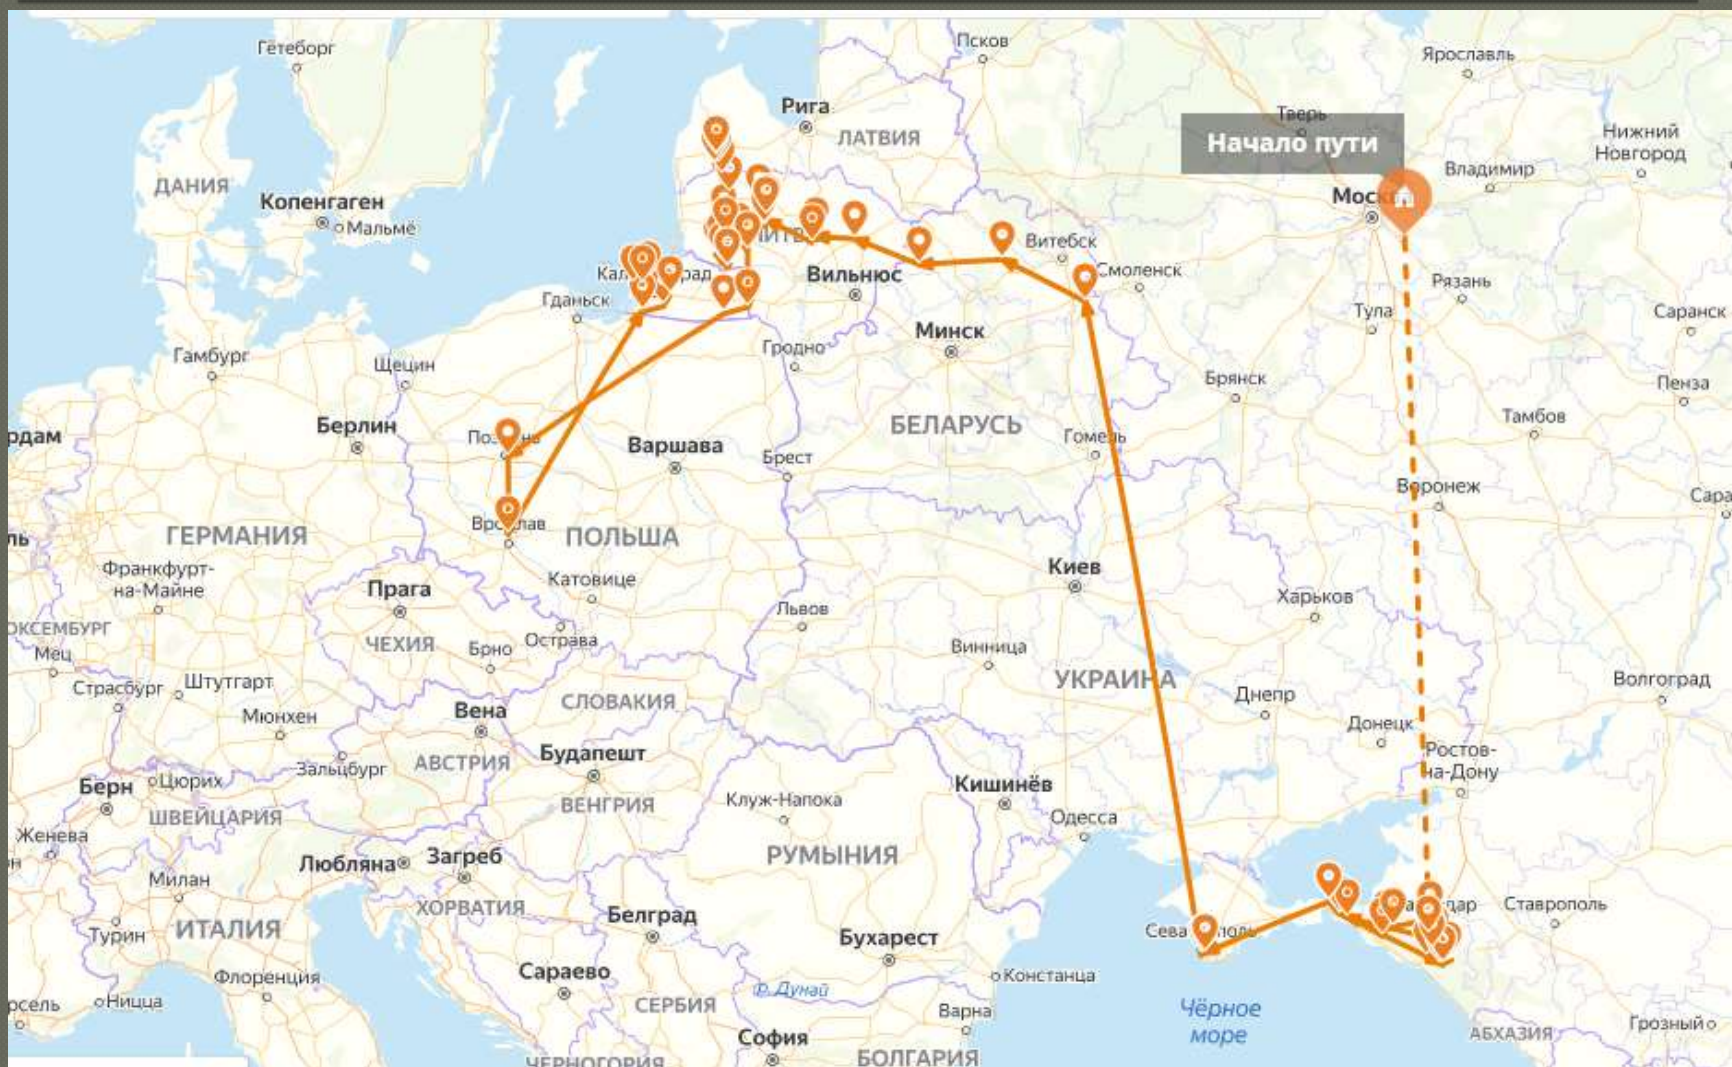 Гётеборг
Псков
Ярославль
Рига
Тверь
ЛАТВИЯ
Начало пути
Нижний
Новгород
Владимир
ДАНИЯ
Копенгаген
Мальмё
Витебск
Смоленск
Вильнюс
Гданьск
Рязань
Тула
Саранск
Минск
Гамбург
Щецин
Гродно
Брянск
Пенза
БЕЛАРУСЬ
Тамбов
Берлин
Варшава
Гомель
Брест
Воронеж
ГЕРМАНИЯ
ПОЛЬША
Франкфурт-
на-Майне
Катовице
Киев
Прага
Львов
Харьков
ЧЕХИЯ
Брно
Острава
Винница
Мец
Страсбург
Штутгарт
СЛОВАКИЯ
УКРАИНА
Днепр
Волгоград
Мюнхен
Вена
Донецк
Зальцбург
АВСТРИЯ
Будапешт
Ростов-
на-Дону
Берн
Цюрих
Кишинёв
ШВЕЙЦАРИЯ
ВЕНГРИЯ
Клуж-Напока
Одесса
Женева
Любляна
Загреб
РУМЫНИЯ
Милан
ХОРВАТИЯ
Белград
Ставрополь
Турин
ИТАЛИЯ
Бухарест
Флоренция
Сараево
Констанца
Ницца
СЕРБИЯ
р. Дунай
Варна
Чёрное
море
АБХАЗИЯ
Грозный
София
БОЛГАРИЯ
ЧЕРНОГОРИЯ